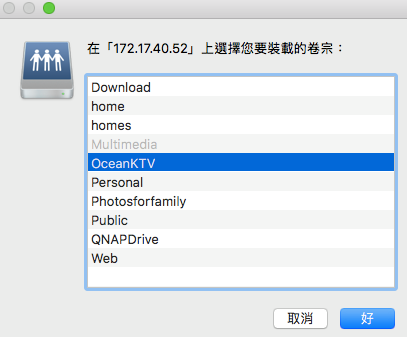 在「172.17.40.52」上選擇您要裝載的卷宗：
Download
home
homes
Multimedia
OceanKTV
Personal
Photosforfamily
Public
QNAPDrive
Web
取消
好